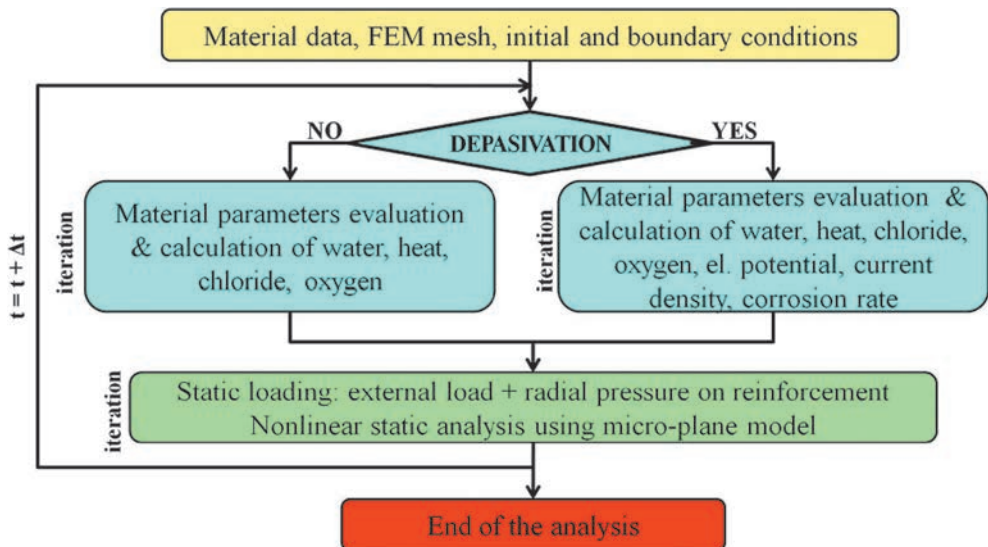 Material data, FEM mesh, initial and boundary conditions
NO
DEPASIVATION
YES
iteration
Material parameters evaluation
& calculation of water, heat,
chloride, oxygen
iteration
Material parameters evaluation &
calculation of water, heat, chloride,
oxygen, el. potential, current
density, corrosion rate
t = t + Δt
iteration
Static loading: external load + radial pressure on reinforcement
Nonlinear static analysis using micro-plane model
End of the analysis